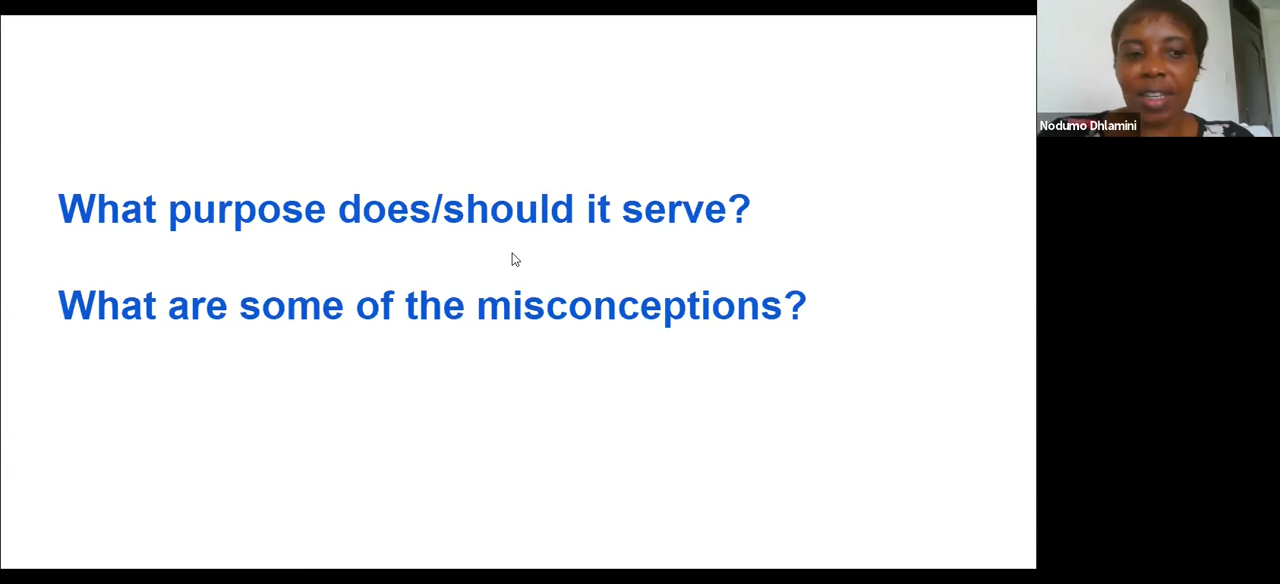 What purpose does/should it serve?
What are some of the misconceptions?
Nodumo Dhlamini